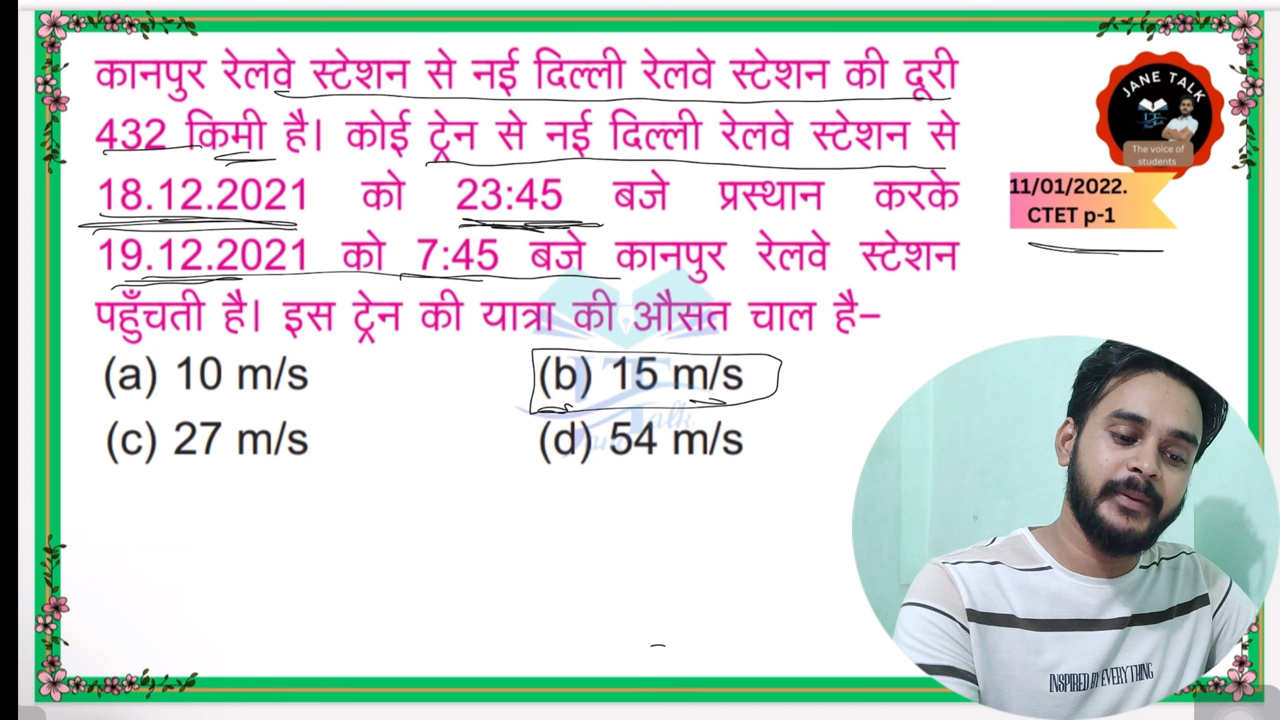 कानपुर रेलवे स्टेशन से नई दिल्ली रेलवे स्टेशन की दूरी
432 किमी है। कोई ट्रेन से नई दिल्ली रेलवे स्टेशन से
18.12.2021 को 23:45 बजे प्रस्थान करके
19.12.2021 को 7:45 बजे कानपुर रेलवे स्टेशन
पहुँचती है। इस ट्रेन की यात्रा की औसत चाल है–
(a) 10 m/s (b) 15 m/s
(c) 27 m/s (d) 54 m/s
JANE TALK
The voice of
students
11/01/2022.
CTET p-1
INSPIRED BY EVERYTHING